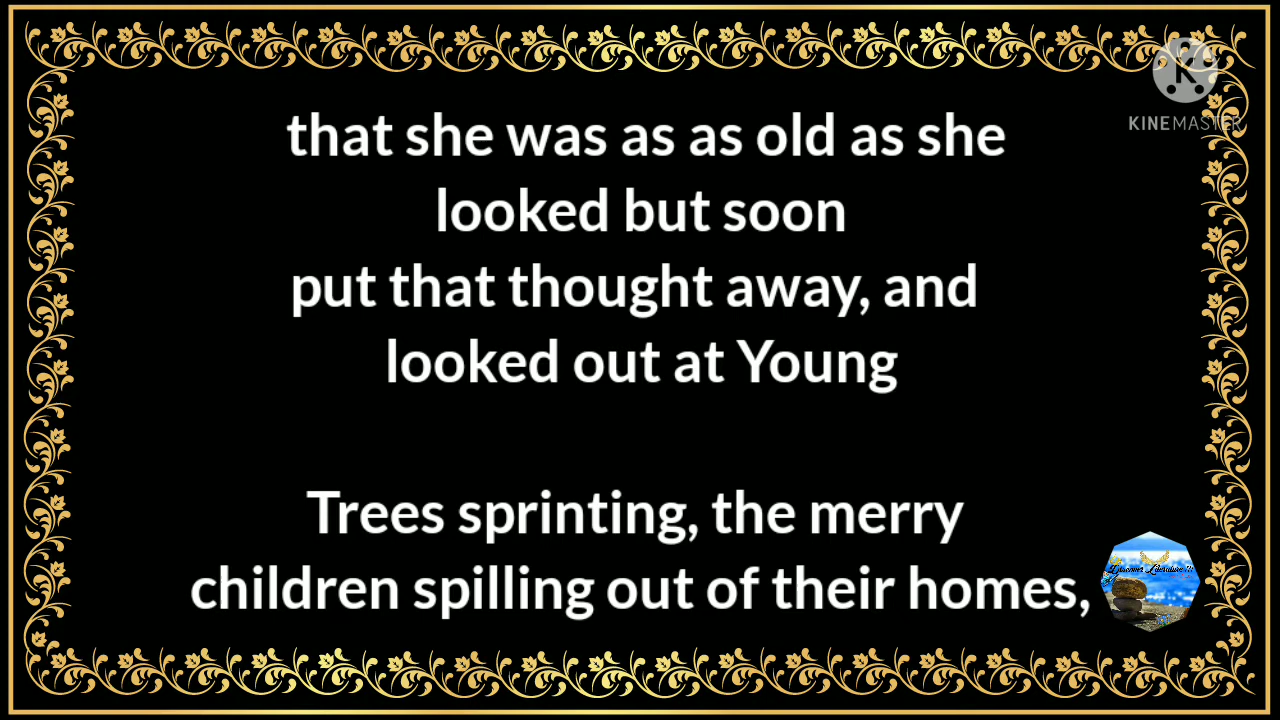 that she was as as old as she
looked but soon
put that thought away, and
looked out at Young
Trees sprinting, the merry
children spilling out of their homes,
KINEMASTER
K